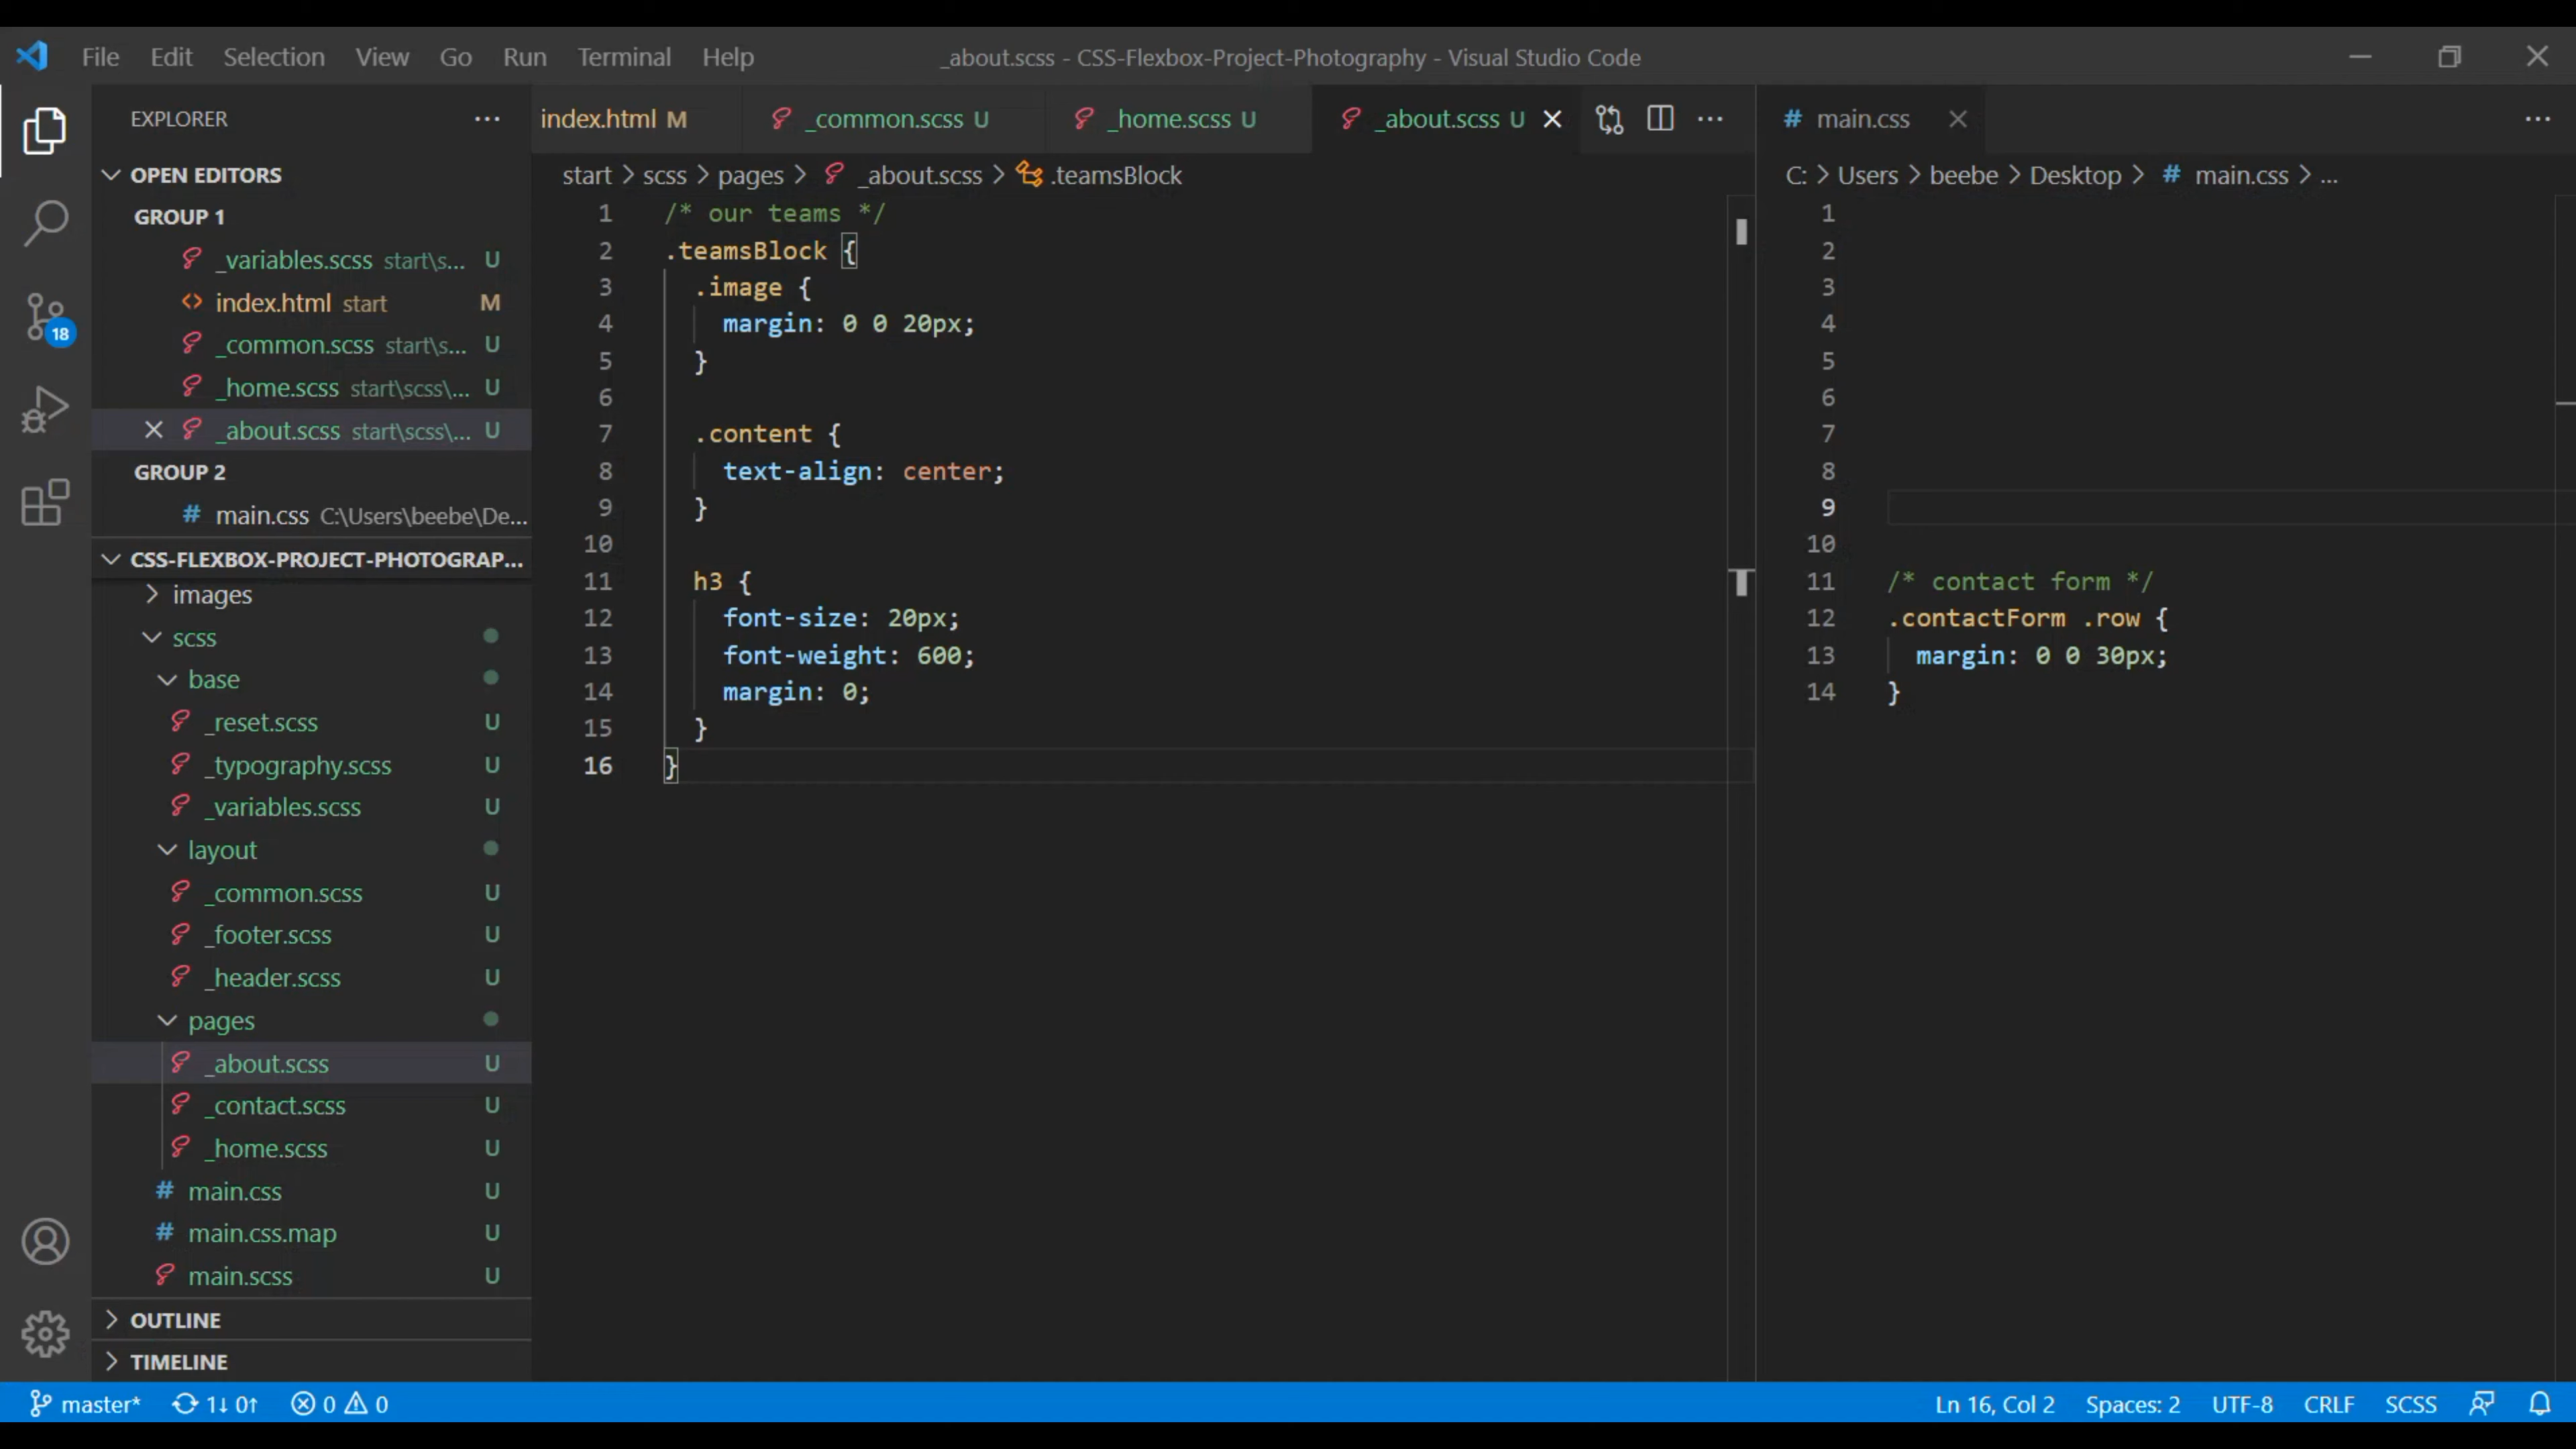 File Edit Selection View Go Run Terminal Help
_about.scss - CSS-Flexbox-Project-Photography - Visual Studio Code
EXPLORER
OPEN EDITORS
GROUP 1
_variables.scss start\s... U
index.html start M
_common.scss start\s... U
_home.scss start\scss\... U
_about.scss start\scss\... U
GROUP 2
# main.css C:\Users\beebe\De...
CSS-FLEXBOX-PROJECT-PHOTOGRAP...
images
scss
base
_reset.scss U
_typography.scss U
_variables.scss U
layout
_common.scss U
_footer.scss U
_header.scss U
pages
_about.scss U
_contact.scss U
_home.scss U
# main.css U
# main.css.map U
main.scss U
OUTLINE
TIMELINE
18
index.html M
_common.scss U
_home.scss U
_about.scss U
start > scss > pages > _about.scss > .teamsBlock
1 /* our teams */
2 .teamsBlock {
3 .image {
4 margin: 0 0 20px;
5 }
6
7 .content {
8 text-align: center;
9 }
10
11 h3 {
12 font-size: 20px;
13 font-weight: 600;
14 margin: 0;
15 }
16 }
# main.css
C: > Users > beebe > Desktop > # main.css > ...
1
2
3
4
5
6
7
8
9
10
11 /* contact form */
12 .contactForm .row {
13 margin: 0 0 30px;
14 }
master* 1↓ 0↑ 0 0
Ln 16, Col 2 Spaces: 2 UTF-8 CRLF SCSS